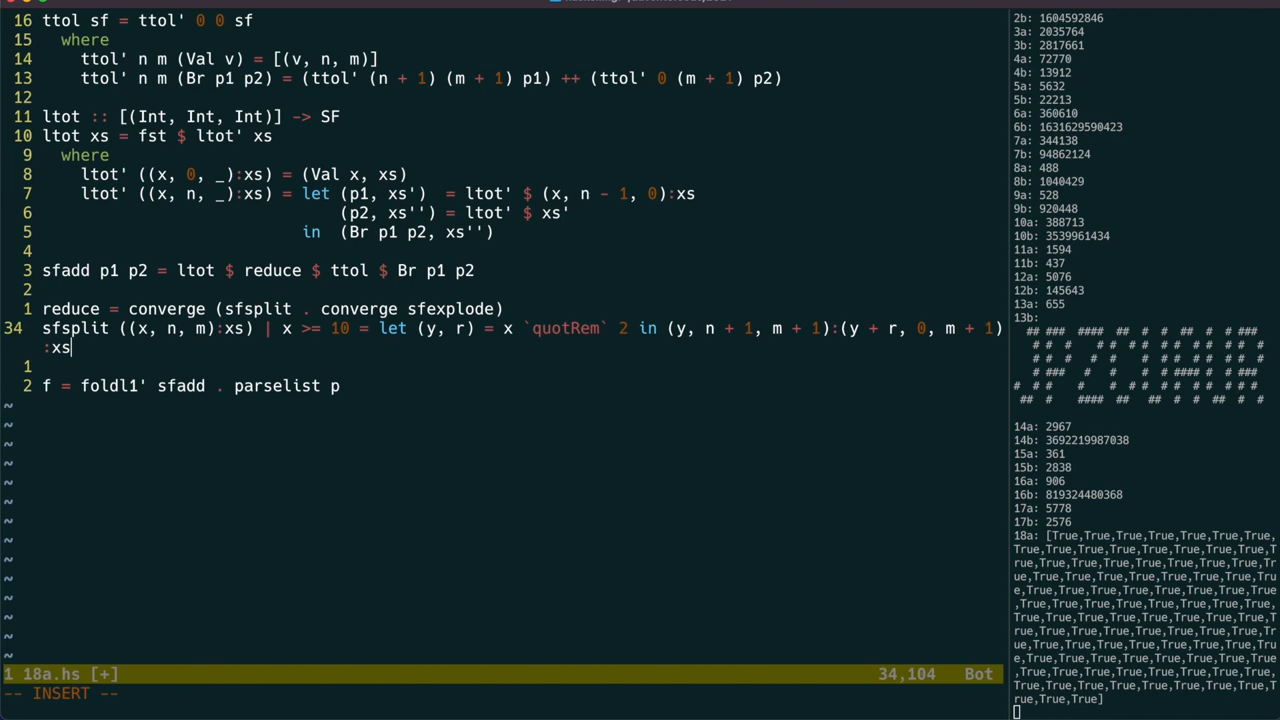 16 ttol sf = ttol' 0 0 sf
15   where
14     ttol' n m (Val v) = [(v, n, m)]
13     ttol' n m (Br p1 p2) = (ttol' (n + 1) (m + 1) p1) ++ (ttol' 0 (m + 1) p2)
12
11 ltot :: [(Int, Int, Int)] -> SF
10 ltot xs = fst $ ltot' xs
9   where
8     ltot' ((x, 0, _):xs) = (Val x, xs)
7     ltot' ((x, n, _):xs) = let (p1, xs')  = ltot' $ (x, n - 1, 0):xs
6                                (p2, xs'') = ltot' $ xs'
5                            in  (Br p1 p2, xs'')
4
3 sfadd p1 p2 = ltot $ reduce $ ttol $ Br p1 p2
2
1 reduce = converge (sfsplit . converge sfexplode)
34 sfsplit ((x, n, m):xs) | x >= 10 = let (y, r) = x `quotRem` 2 in (y, n + 1, m + 1):(y + r, 0, m + 1)
:xs
1
2 f = foldl1' sfadd . parselist p
~
~
~
~
~
~
~
~
~
~
~
~
~
~
1 18a.hs [+] 34,104 Bot
-- INSERT --
2b: 1604592846
3a: 2035764
3b: 2817661
4a: 72770
4b: 13912
5a: 5632
5b: 22213
6a: 360610
6b: 1631629590423
7a: 344138
7b: 94862124
8a: 488
8b: 1040429
9a: 528
9b: 920448
10a: 388713
10b: 3539961434
11a: 1594
11b: 437
12a: 5076
12b: 145643
13a: 655
13b:
14a: 2967
14b: 3692219987038
15a: 361
15b: 2838
16a: 906
16b: 819324480368
17a: 5778
17b: 2576
18a: [True,True,True,True,True,True,True,
True,True,True,True,True,True,True,True,T
rue,True,True,True,True,True,True,True,Tr
ue,True,True,True,True,True,True,True,Tru
e,True,True,True,True,True,True,True,True
,True,True,True,True,True,True,True,True,
True,True,True,True,True,True,True,True,T
rue,True,True,True,True,True,True,True,Tr
ue,True,True,True,True,True,True,True,Tru
e,True,True,True,True,True,True,True,True
,True,True,True,True,True,True,True,True,
True,True,True,True,True,True,True,True,T
rue,True,True]